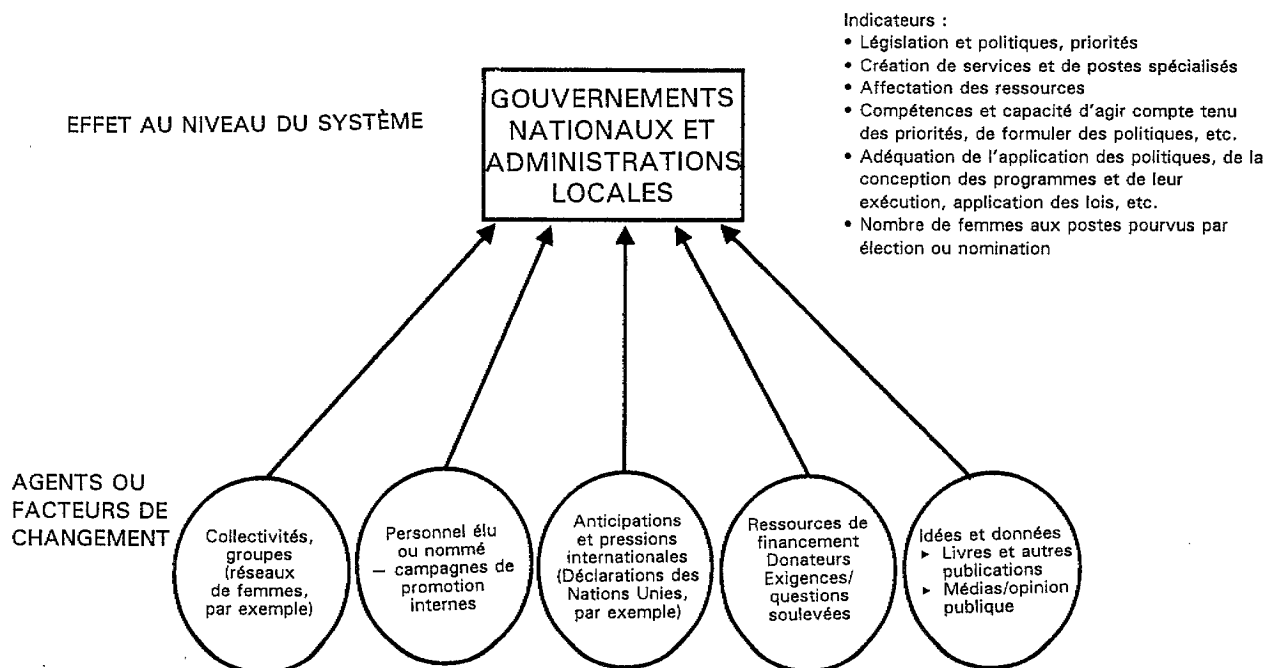 Indicateurs :
• Législation et politiques, priorités
• Création de services et de postes spécialisés
• Affectation des ressources
• Compétences et capacité d'agir compte tenu
des priorités, de formuler des politiques, etc.
• Adéquation de l'application des politiques, de la
conception des programmes et de leur
exécution, application des lois, etc.
• Nombre de femmes aux postes pourvus par
élection ou nomination
EFFET AU NIVEAU DU SYSTÈME
GOUVERNEMENTS
NATIONAUX ET
ADMINISTRATIONS
LOCALES
AGENTS OU
FACTEURS DE
CHANGEMENT
Collectivités,
groupes
(réseaux
de femmes,
par exemple)
Personnel élu
ou nommé
— campagnes de
promotion
internes
Anticipations
et pressions
internationales
(Déclarations des
Nations Unies,
par exemple)
Ressources de
financement
Donateurs
Exigences/
questions
soulevées
Idées et données
► Livres et autres
publications
► Médias/opinion
publique